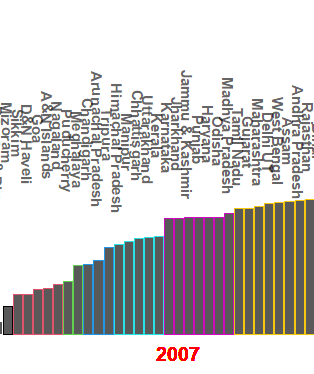 Mizoram
Sikkim
D&N Haveli
Goa
A&N Islands
Nagaland
Puducherry
Meghalaya
Chandigarh
Arunachal Pradesh
Tripura
Himachal Pradesh
Manipur
Chhattisgarh
Uttarakhand
Kerala
Karnataka
Jharkhand
Jammu & Kashmir
Punjab
Haryana
Odisha
Madhya Pradesh
Tamil Nadu
Gujarat
Maharashtra
Delhi UT
West Bengal
Assam
Andhra Pradesh
Rajasthan
2007